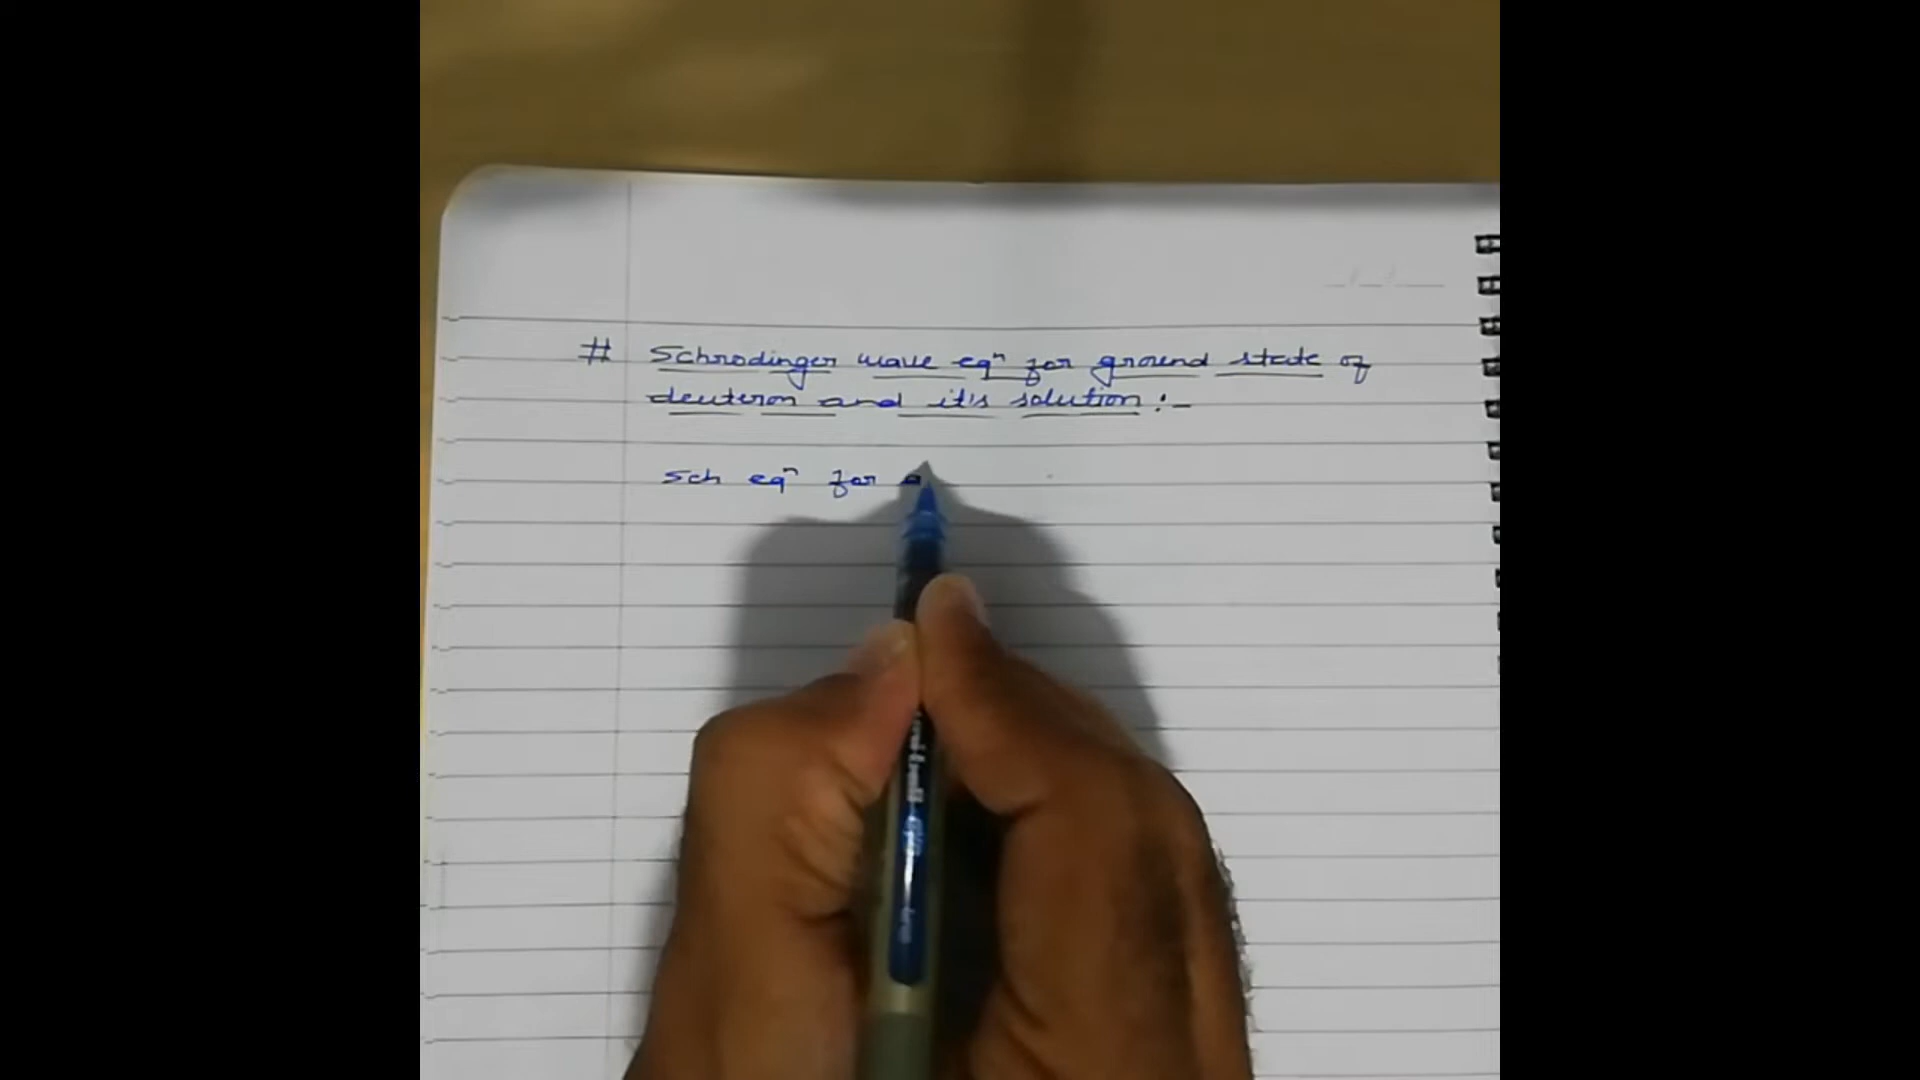 # Schrodinger wave eqⁿ for ground state of
deuteron and it's solution :-
Sch eqⁿ for a